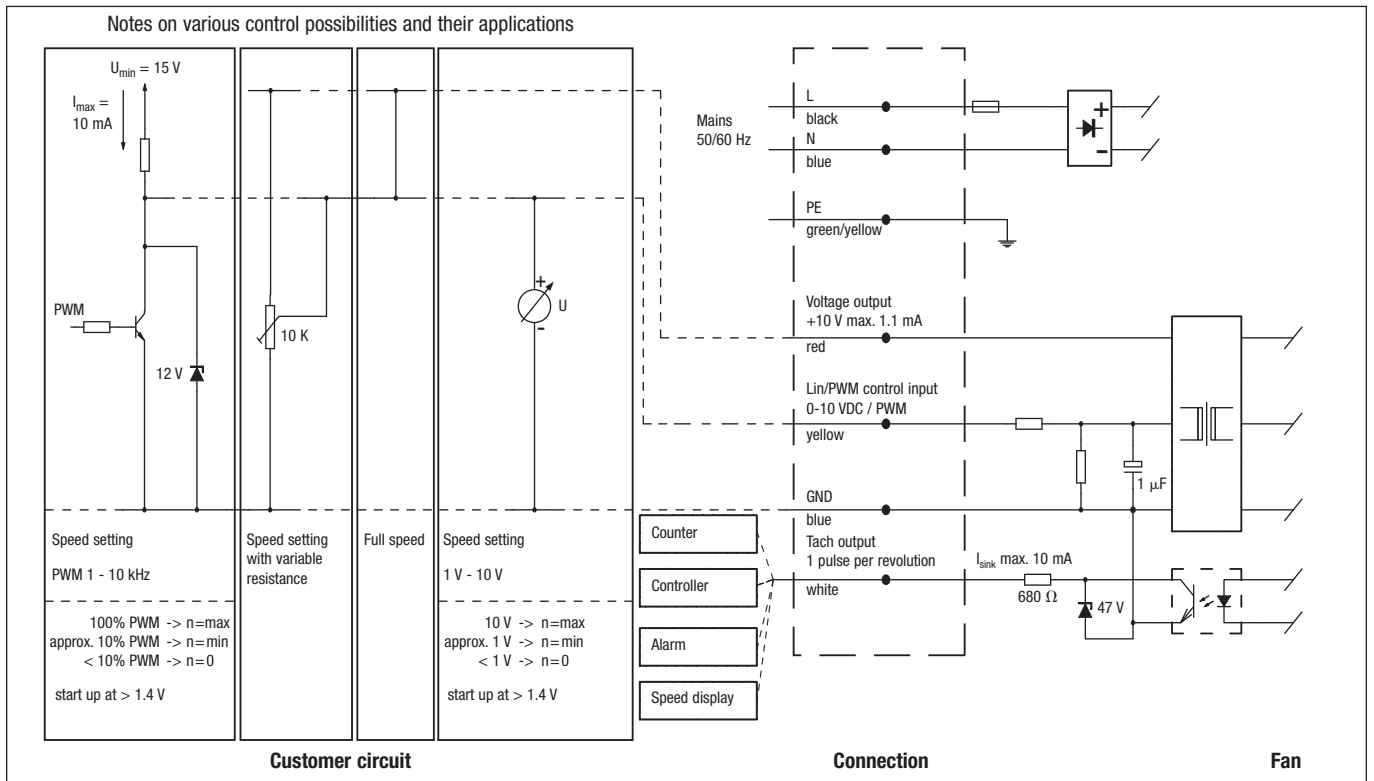 Notes on various control possibilities and their applications
Umin = 15 V
Imax =
10 mA
PWM
12 V
Speed setting
PWM 1 - 10 kHz
100% PWM -> n=max
approx. 10% PWM -> n=min
< 10% PWM -> n=0
start up at > 1.4 V
10 K
Speed setting
with variable
resistance
Full speed
+
U
-
Speed setting
1 V - 10 V
10 V -> n=max
approx. 1 V -> n=min
< 1 V -> n=0
start up at > 1.4 V
Customer circuit
Counter
Controller
Alarm
Speed display
Mains
50/60 Hz
L
black
N
blue
PE
green/yellow
Voltage output
+10 V max. 1.1 mA
red
Lin/PWM control input
0-10 VDC / PWM
yellow
GND
blue
Tach output
1 pulse per revolution
white
Connection
+
-
1 µF
Isink max. 10 mA
680 Ω
47 V
Fan